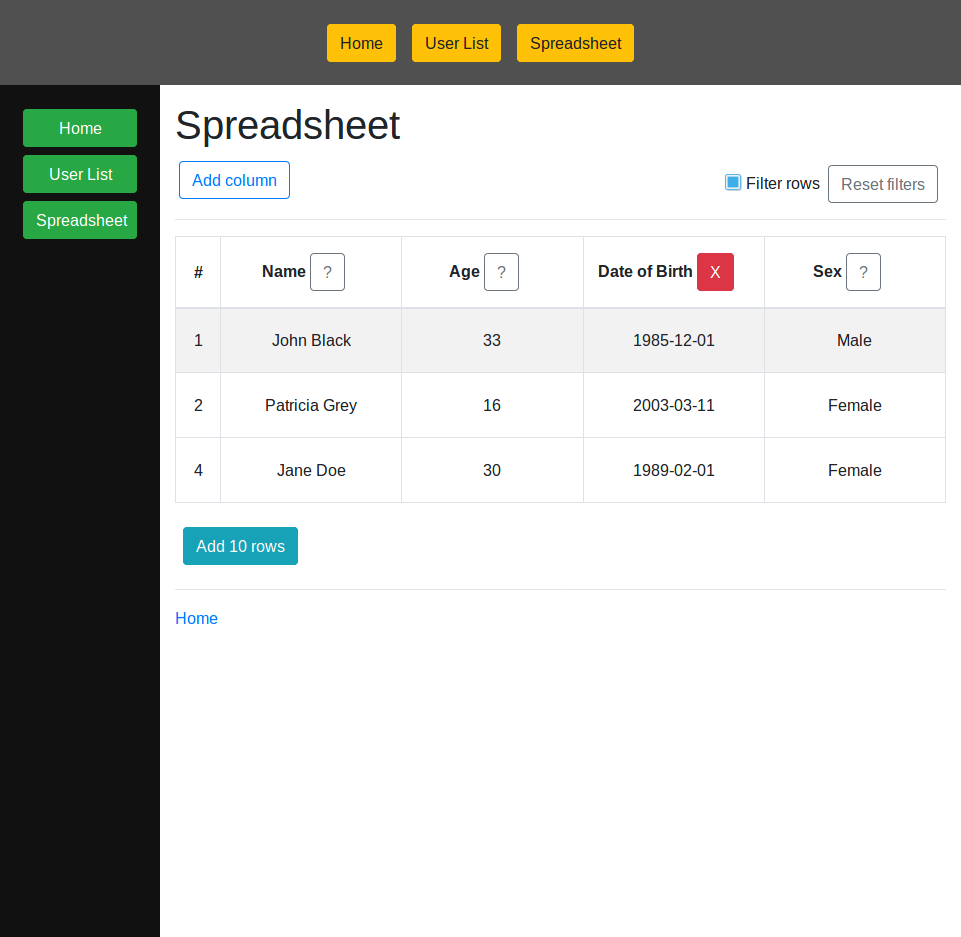 Home User List Spreadsheet
Home
User List
Spreadsheet
Spreadsheet
Add column Filter rows Reset filters
# Name ? Age ? Date of Birth X Sex ?
1 John Black 33 1985-12-01 Male
2 Patricia Grey 16 2003-03-11 Female
4 Jane Doe 30 1989-02-01 Female
Add 10 rows
Home